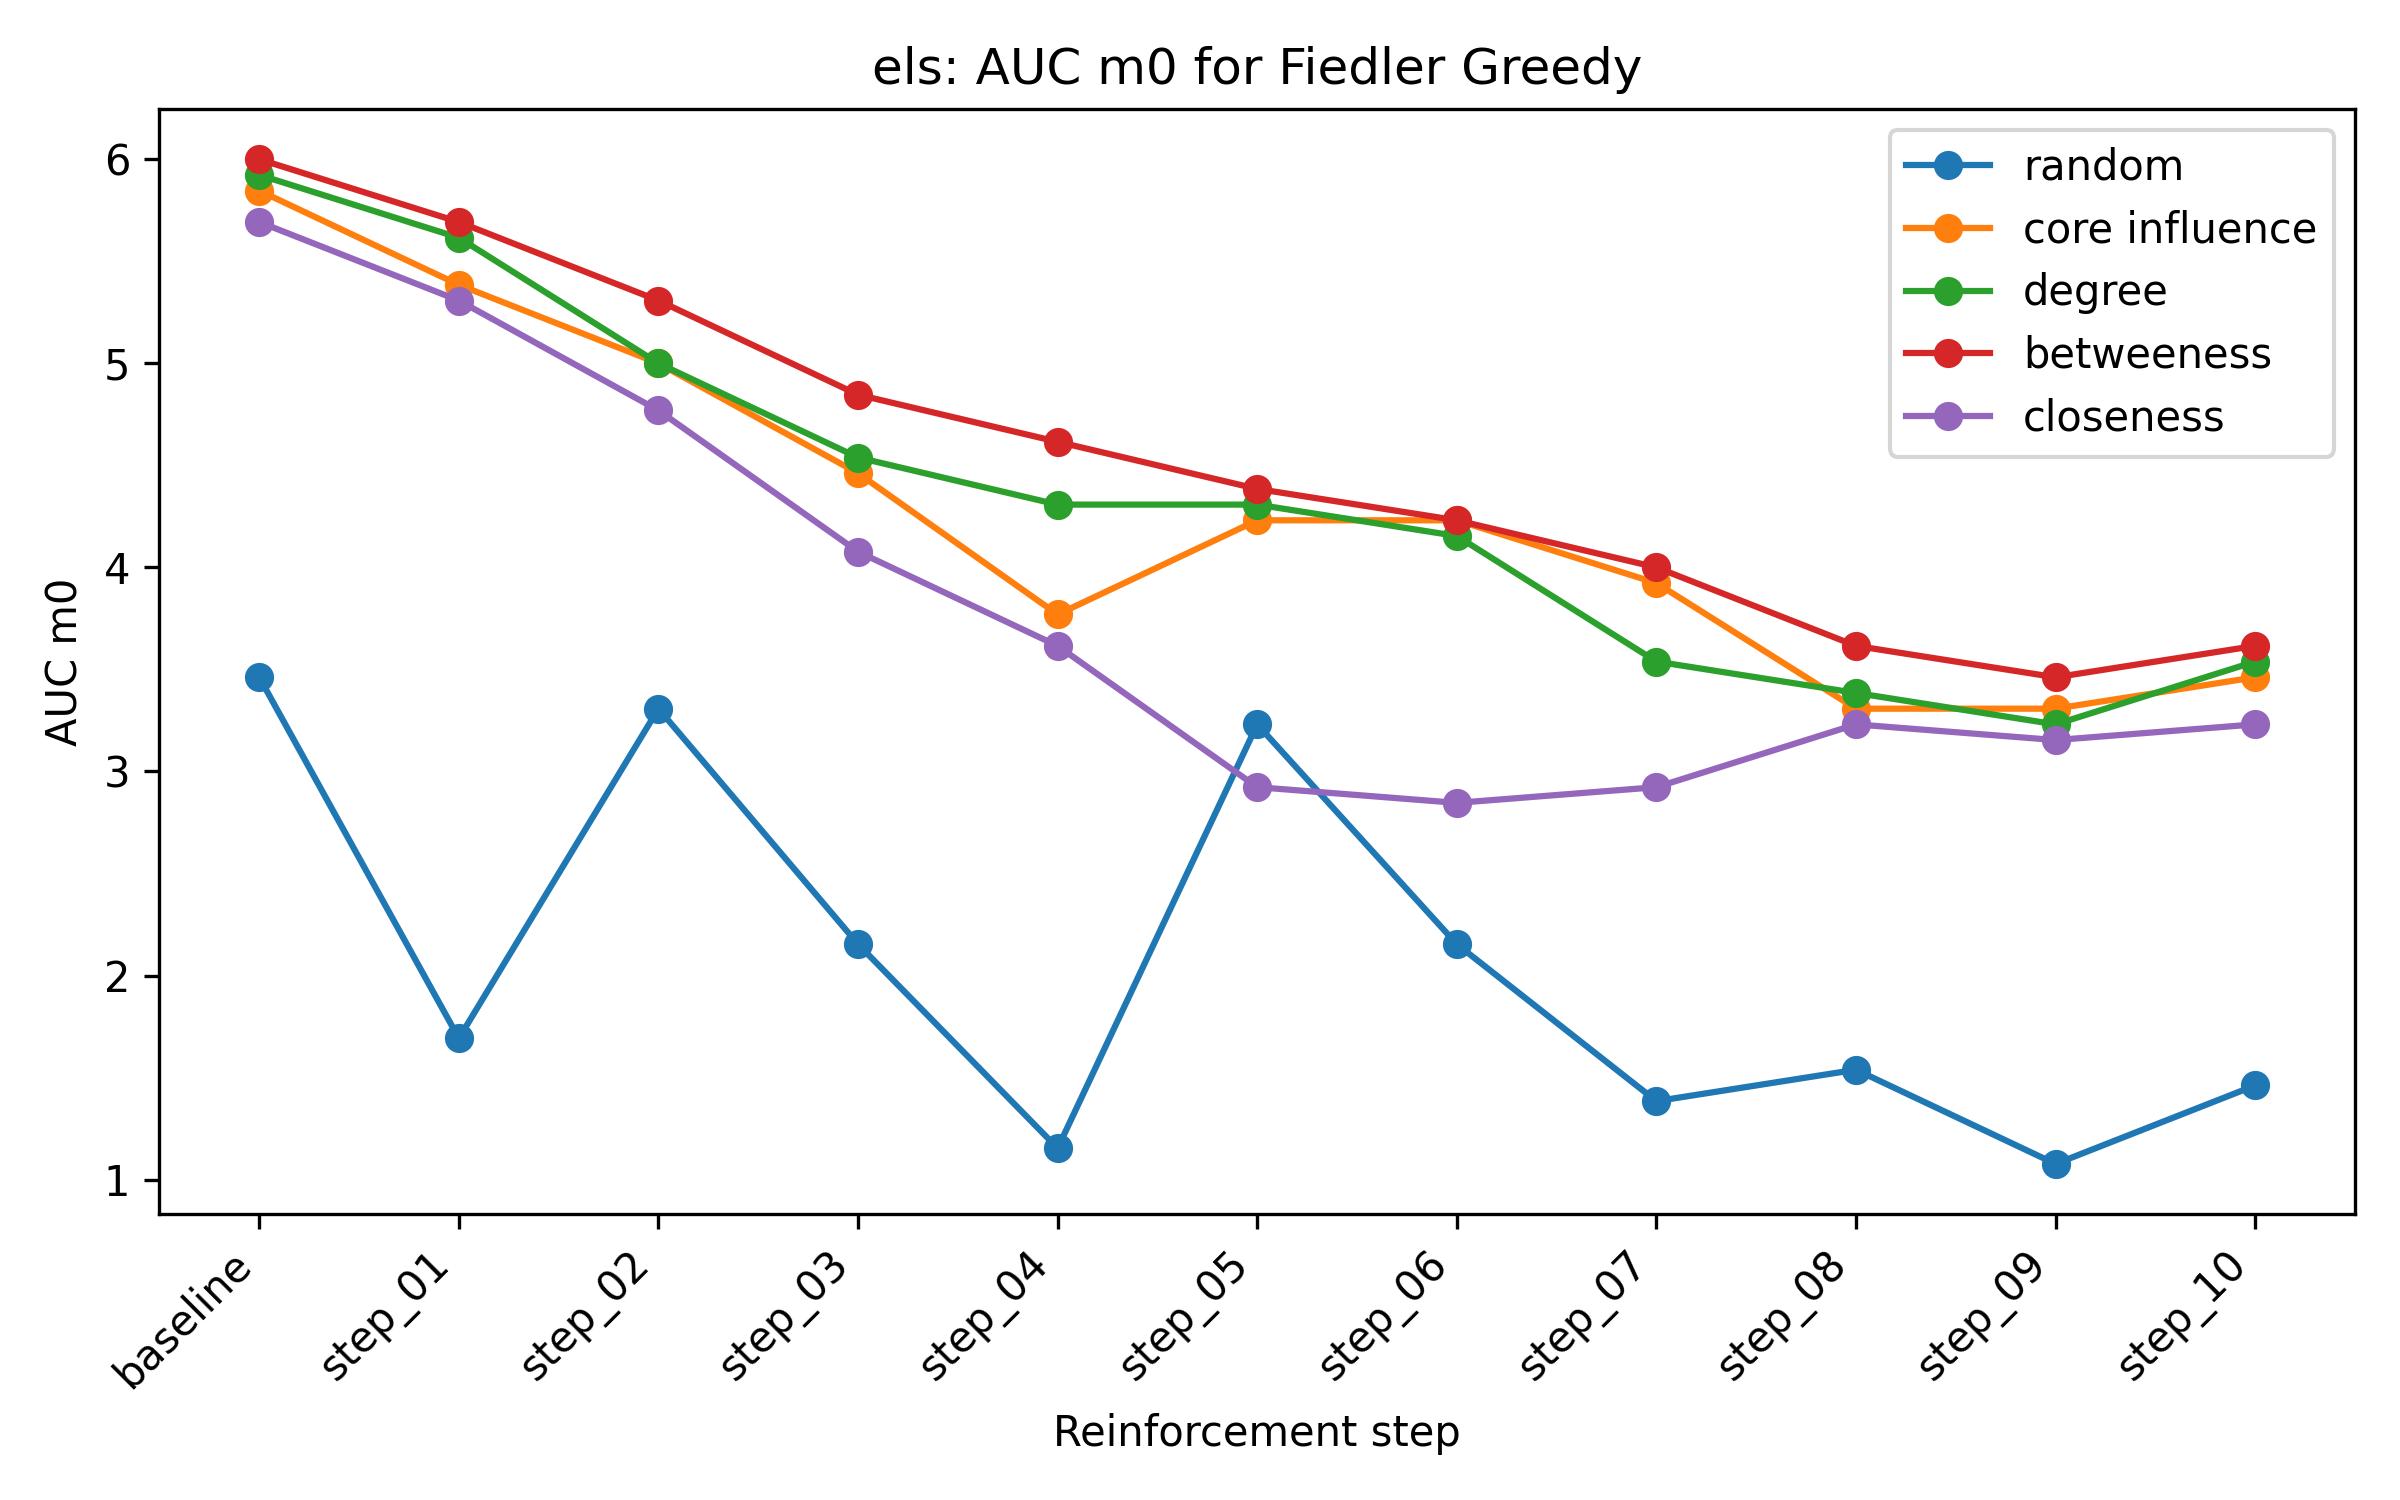 els: AUC m0 for Fiedler Greedy
random
core influence
degree
betweeness
closeness
AUC m0
6
5
4
3
2
1
baseline
step_01
step_02
step_03
step_04
step_05
step_06
step_07
step_08
step_09
step_10
Reinforcement step